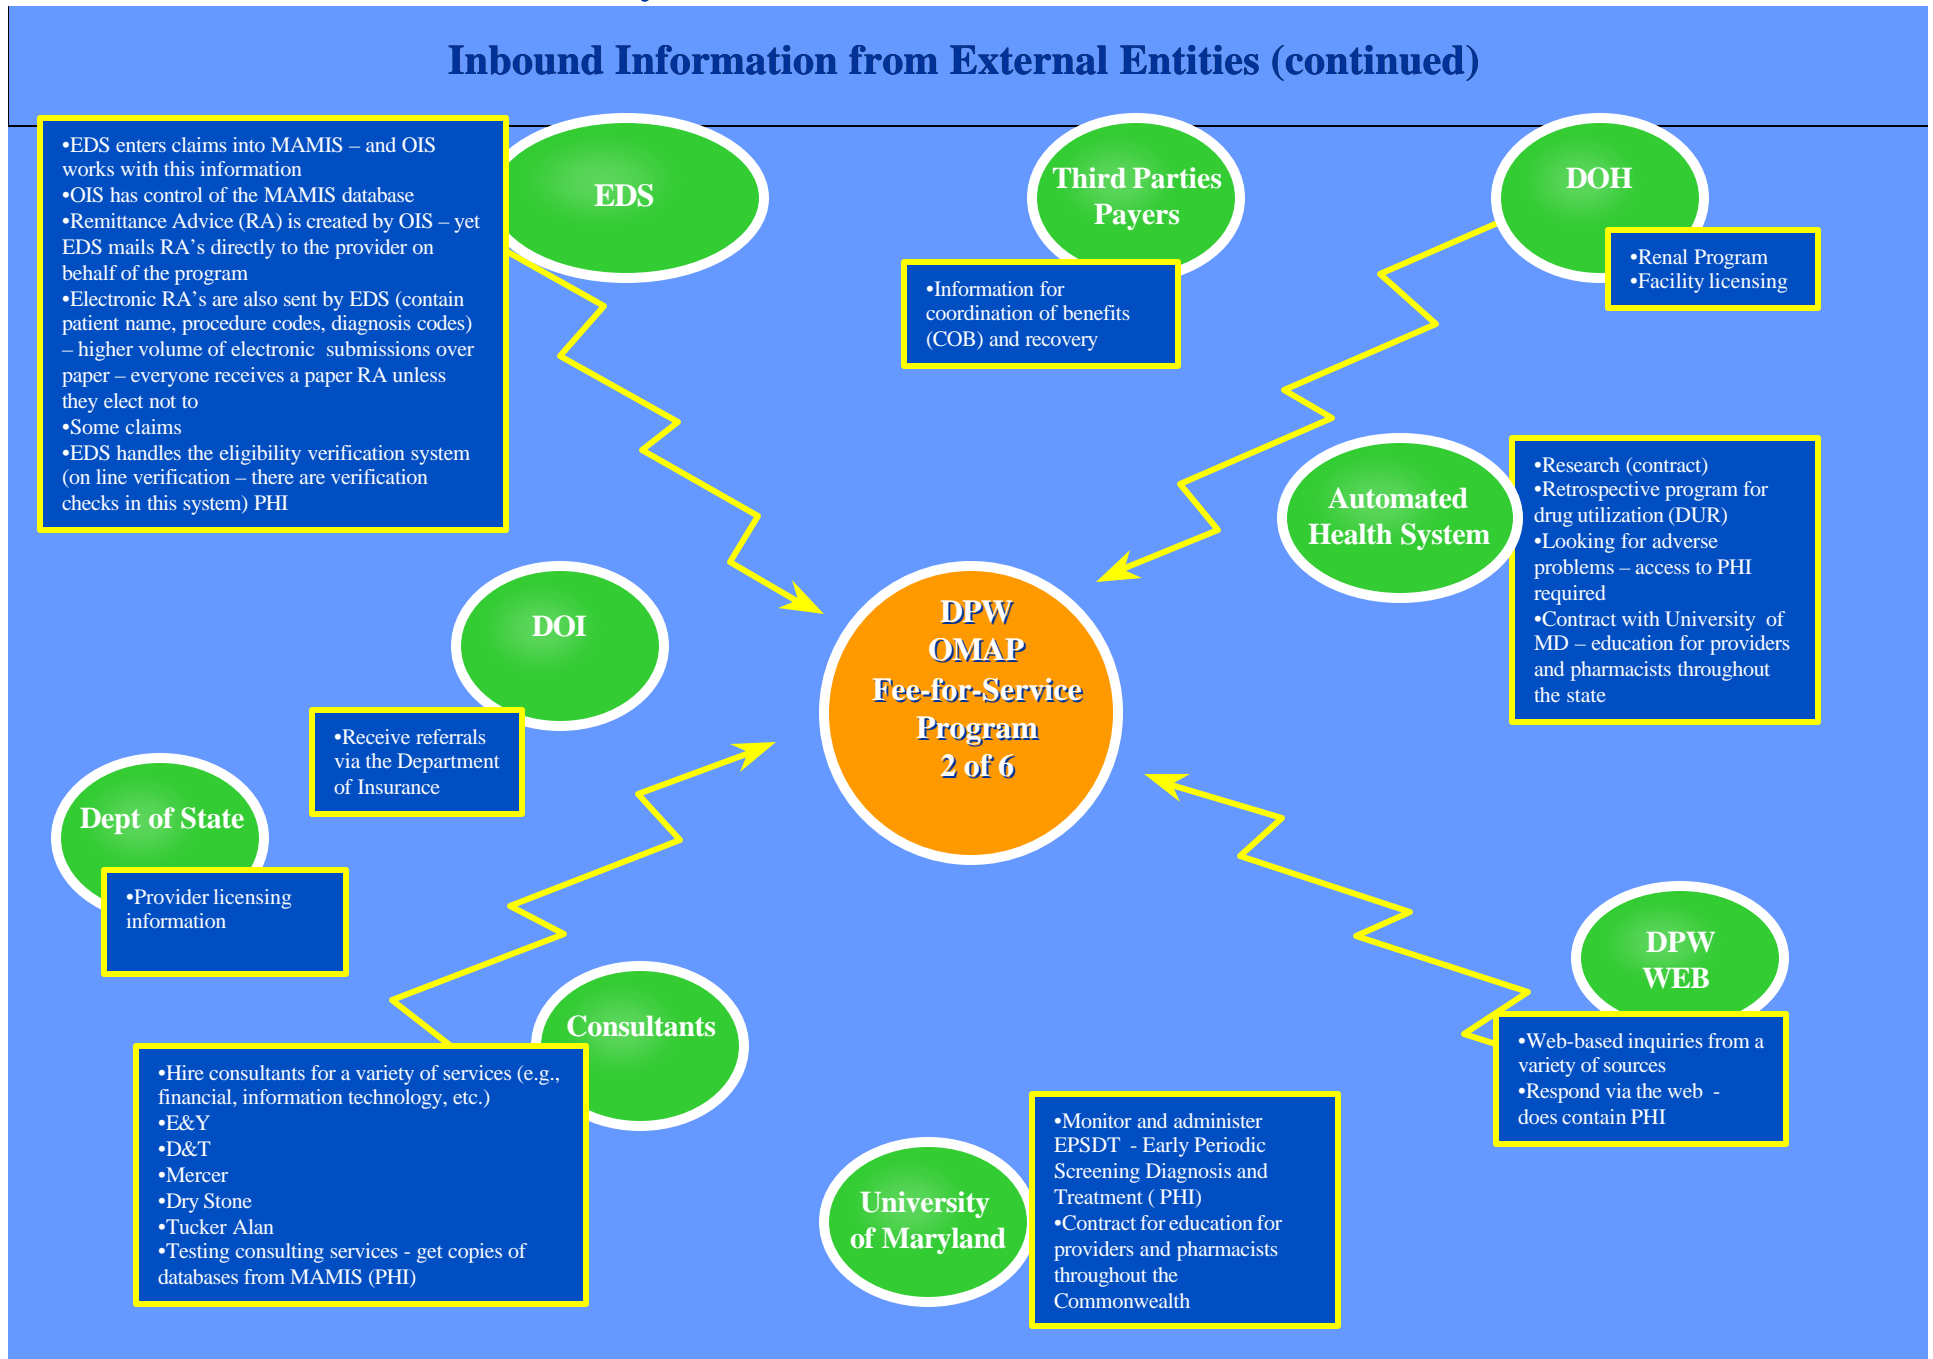 Inbound Information from External Entities (continued)
•EDS enters claims into MAMIS – and OIS
works with this information
•OIS has control of the MAMIS database
•Remittance Advice (RA) is created by OIS – yet
EDS mails RA’s directly to the provider on
behalf of the program
•Electronic RA’s are also sent by EDS (contain
patient name, procedure codes, diagnosis codes)
– higher volume of electronic submissions over
paper – everyone receives a paper RA unless
they elect not to
•Some claims
•EDS handles the eligibility verification system
(on line verification – there are verification
checks in this system) PHI
EDS
Third Parties
Payers
•Information for
coordination of benefits
(COB) and recovery
DOH
•Renal Program
•Facility licensing
Automated
Health System
•Research (contract)
•Retrospective program for
drug utilization (DUR)
•Looking for adverse
problems – access to PHI
required
•Contract with University of
MD – education for providers
and pharmacists throughout
the state
DOI
•Receive referrals
via the Department
of Insurance
DPW
OMAP
Fee-for-Service
Program
2 of 6
Dept of State
•Provider licensing
information
DPW
WEB
•Web-based inquiries from a
variety of sources
•Respond via the web -
does contain PHI
Consultants
•Hire consultants for a variety of services (e.g.,
financial, information technology, etc.)
•E&Y
•D&T
•Mercer
•Dry Stone
•Tucker Alan
•Testing consulting services - get copies of
databases from MAMIS (PHI)
University
of Maryland
•Monitor and administer
EPSDT - Early Periodic
Screening Diagnosis and
Treatment ( PHI)
•Contract for education for
providers and pharmacists
throughout the
Commonwealth